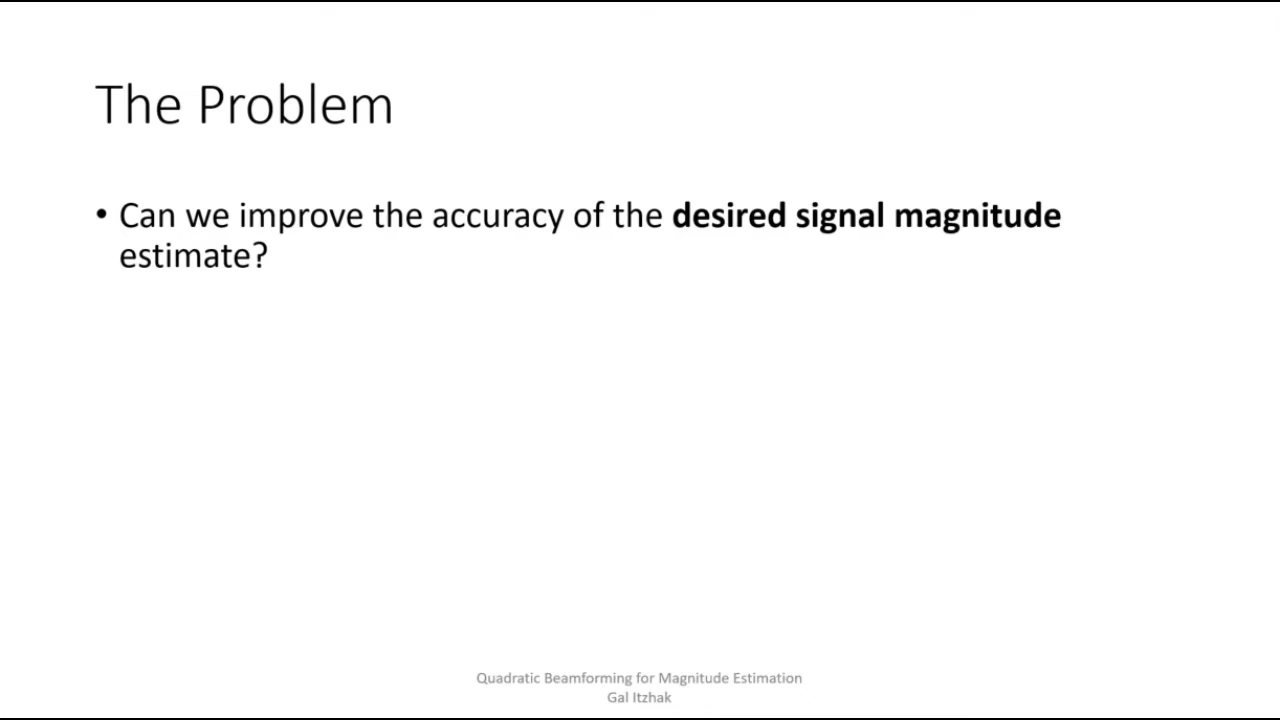 The Problem
• Can we improve the accuracy of the desired signal magnitude
estimate?
Quadratic Beamforming for Magnitude Estimation
Gal Itzhak